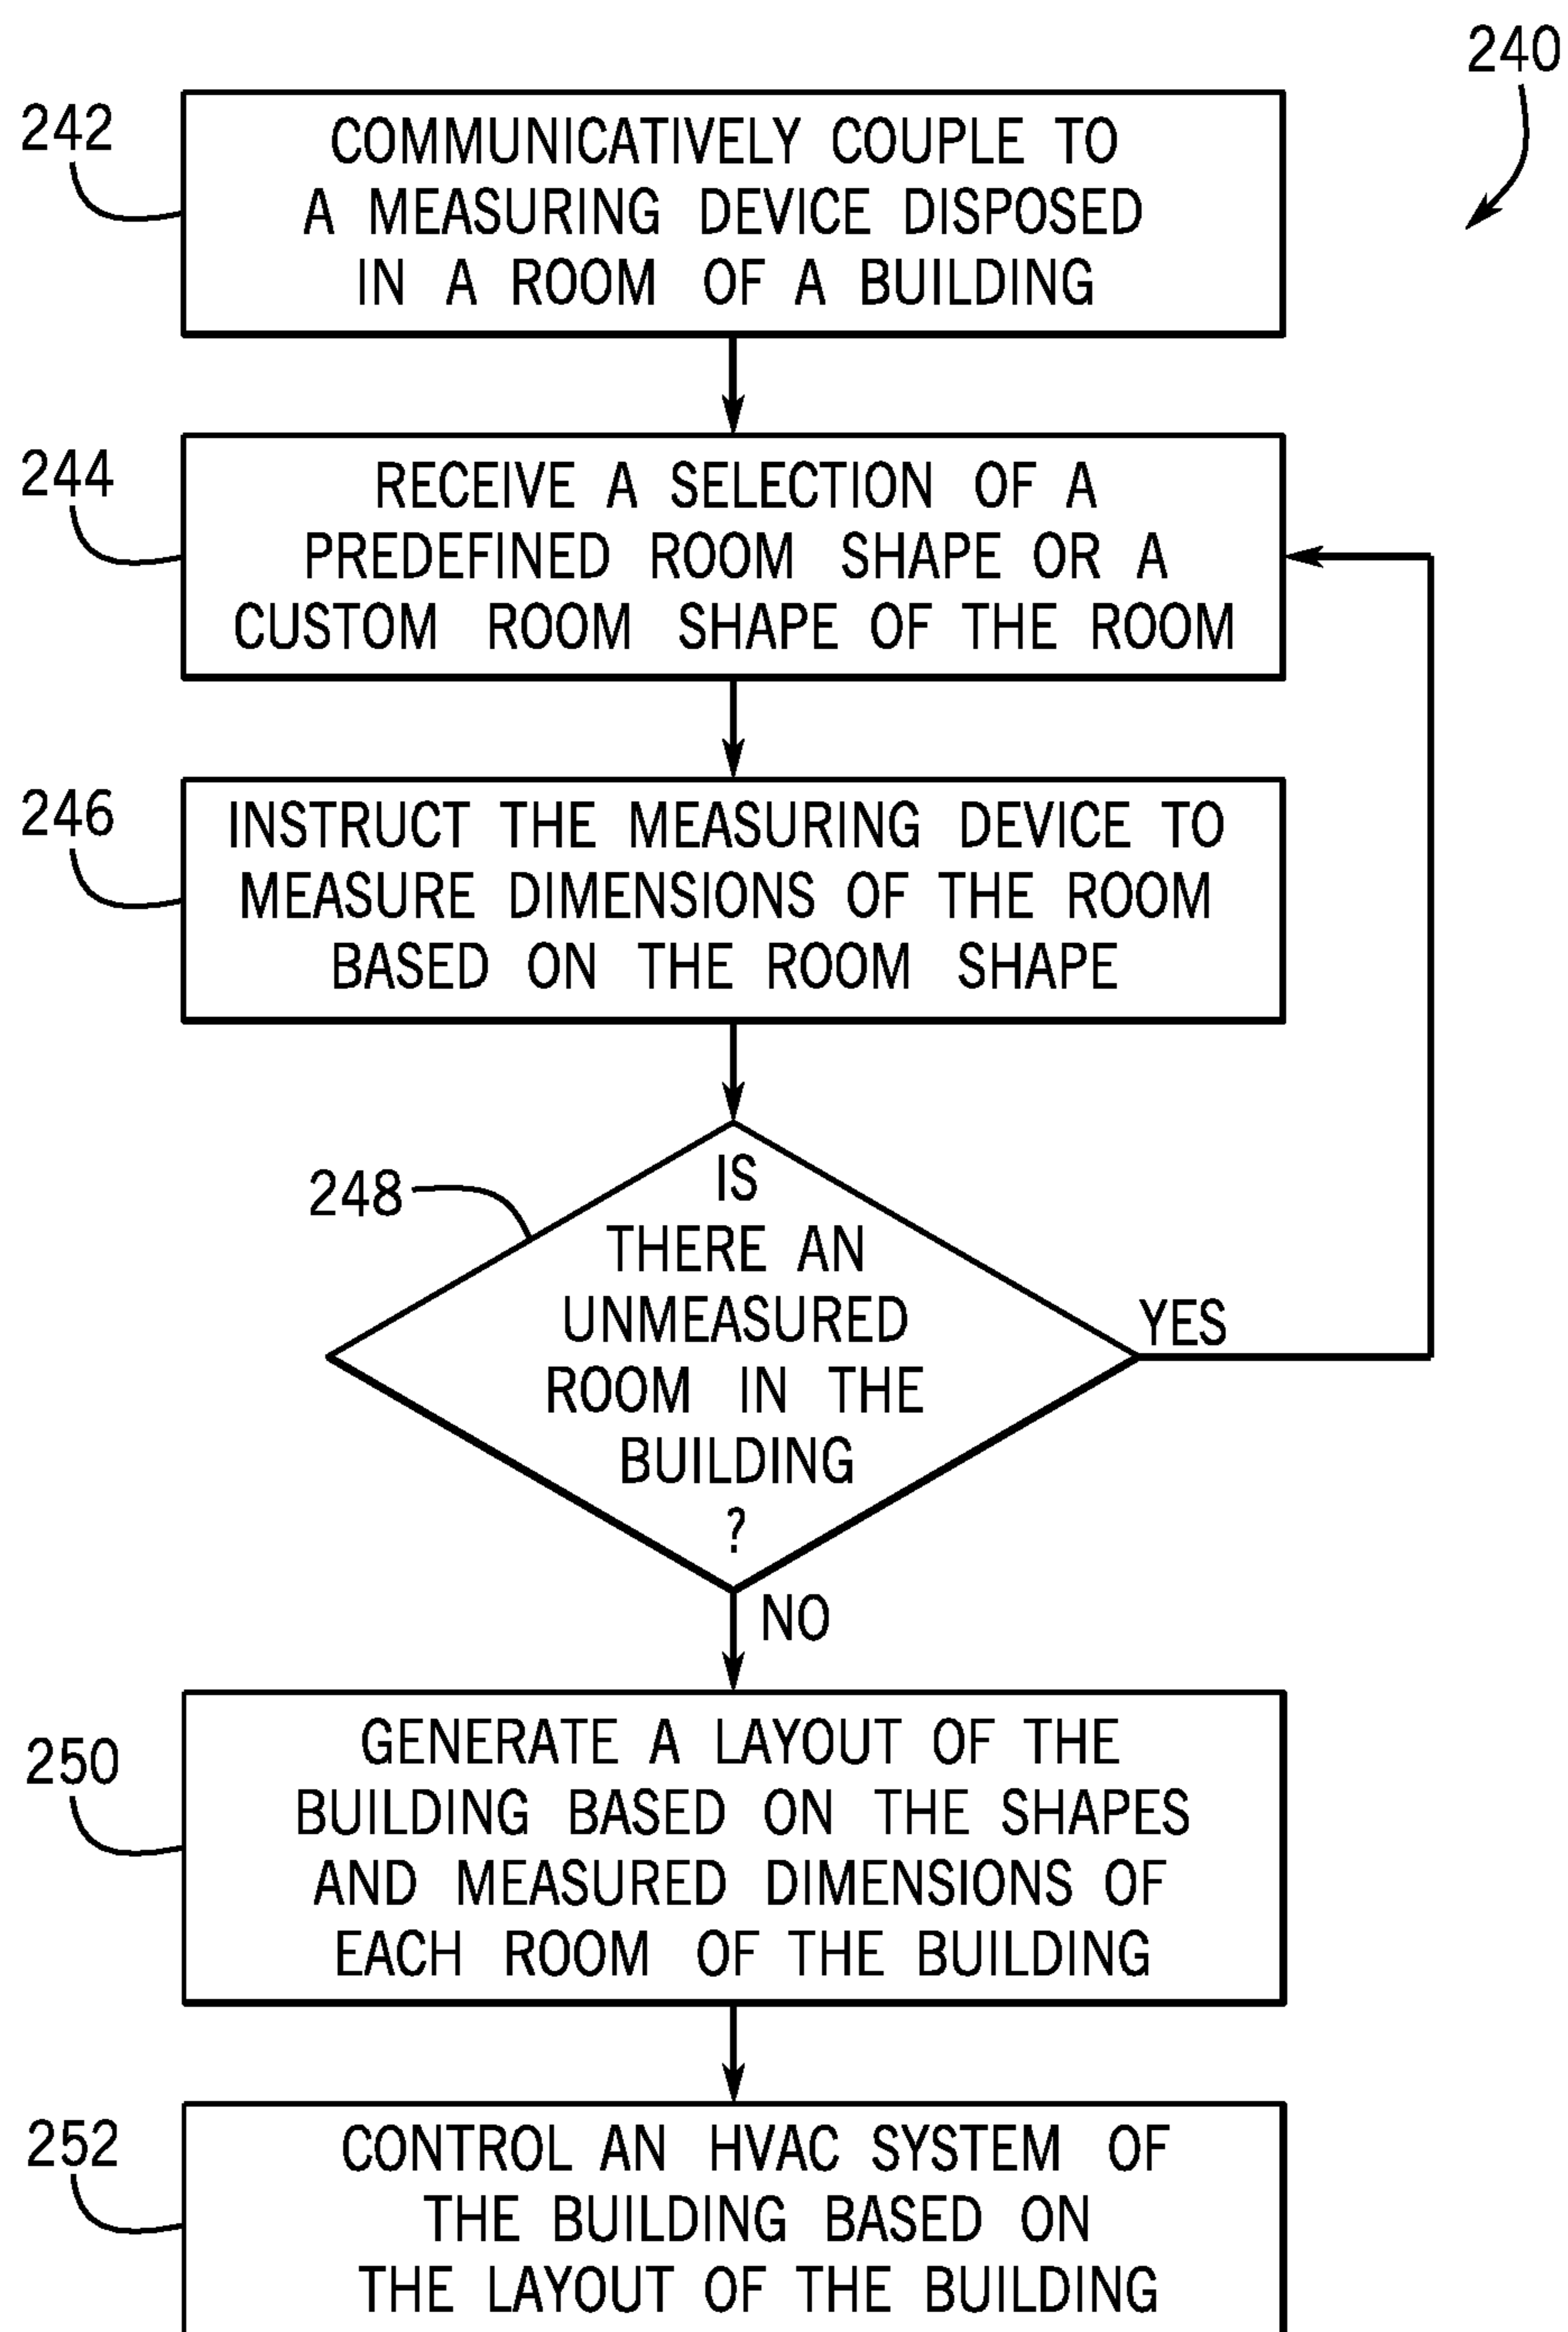 240
242
COMMUNICATIVELY COUPLE TO
A MEASURING DEVICE DISPOSED
IN A ROOM OF A BUILDING
244
RECEIVE A SELECTION OF A
PREDEFINED ROOM SHAPE OR A
CUSTOM ROOM SHAPE OF THE ROOM
246
INSTRUCT THE MEASURING DEVICE TO
MEASURE DIMENSIONS OF THE ROOM
BASED ON THE ROOM SHAPE
248
IS
THERE AN
UNMEASURED
ROOM IN THE
BUILDING
?
YES
NO
250
GENERATE A LAYOUT OF THE
BUILDING BASED ON THE SHAPES
AND MEASURED DIMENSIONS OF
EACH ROOM OF THE BUILDING
252
CONTROL AN HVAC SYSTEM OF
THE BUILDING BASED ON
THE LAYOUT OF THE BUILDING